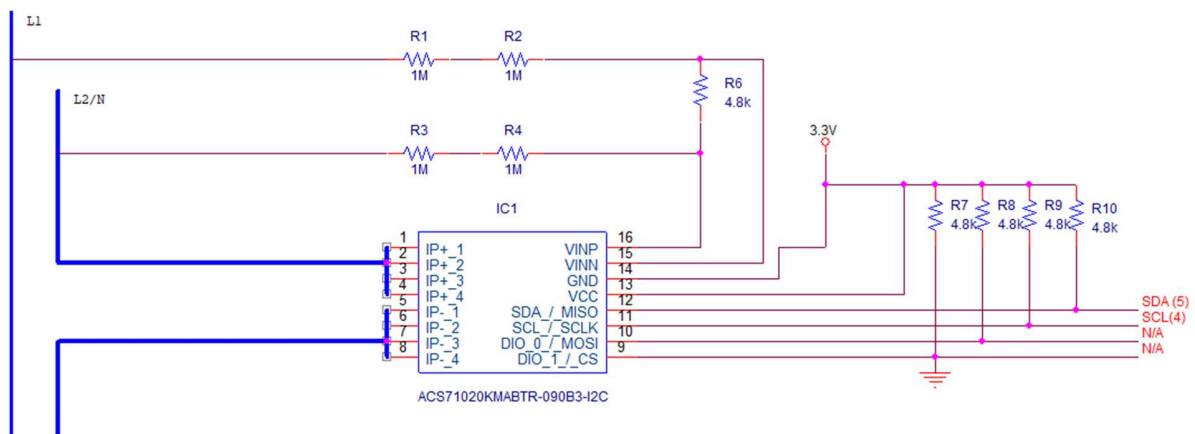 L1
R1
R2
1M
1M
R6
4.8k
L2/N
R3
R4
1M
1M
3.3V
IC1
R7
4.8k
R8
4.8k
R9
4.8k
R10
4.8k
1
2
3
4
5
6
7
8
IP+_1
IP+_2
IP+_3
IP+_4
IP-_1
IP-_2
IP-_3
IP-_4
VINP
VINN
GND
VCC
SDA_/_MISO
SCL_/_SCLK
DIO_0_/_MOSI
DIO_1_/_CS
16
15
14
13
12
11
10
9
SDA (5)
SCL(4)
N/A
N/A
ACS71020KMABTR-090B3-I2C